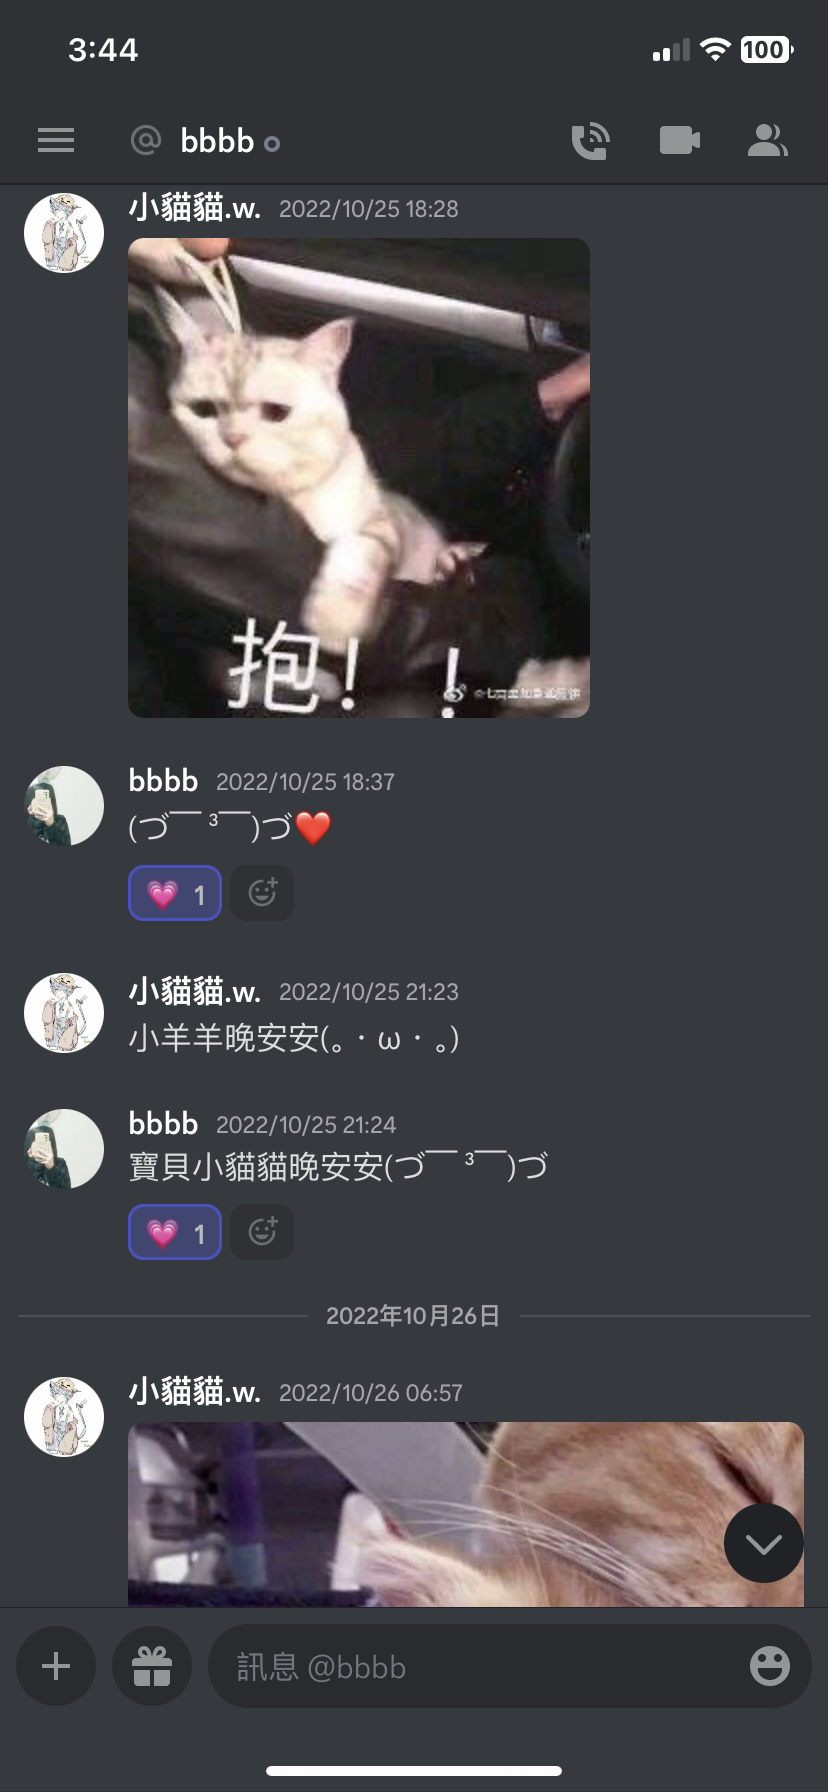 3:44
100
bbbb
小貓貓.w. 2022/10/25 18:28
抱！！
bbbb 2022/10/25 18:37
(づ￣ ³￣)づ❤️
💗 1
小貓貓.w. 2022/10/25 21:23
小羊羊晚安安(。・ω・。)
bbbb 2022/10/25 21:24
寶貝小貓貓晚安安(づ￣ ³￣)づ
💗 1
2022年10月26日
小貓貓.w. 2022/10/26 06:57
訊息 @bbbb